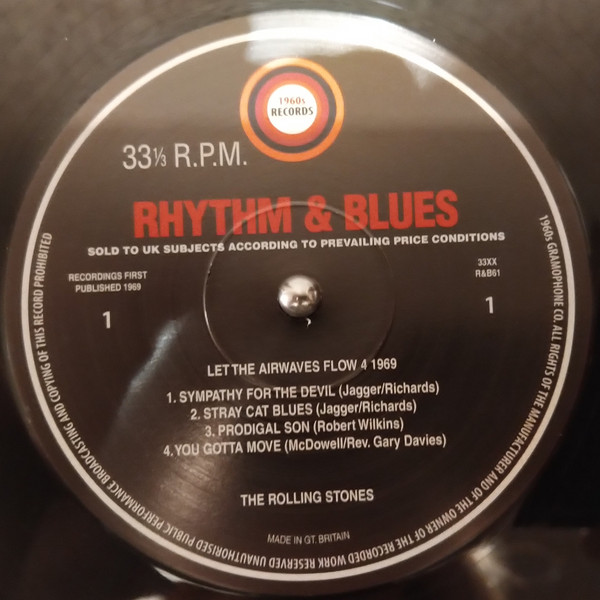 1960s
RECORDS
33⅓ R.P.M.
RHYTHM & BLUES
SOLD TO UK SUBJECTS ACCORDING TO PREVAILING PRICE CONDITIONS
RECORDINGS FIRST
PUBLISHED 1969
1
33XX
R&B61
1
LET THE AIRWAVES FLOW 4 1969
1. SYMPATHY FOR THE DEVIL (Jagger/Richards)
2. STRAY CAT BLUES (Jagger/Richards)
3. PRODIGAL SON (Robert Wilkins)
4. YOU GOTTA MOVE (McDowell/Rev. Gary Davies)
THE ROLLING STONES
MADE IN GT. BRITAIN
1960s GRAMOPHONE CO. ALL RIGHTS OF THE MANUFACTURER AND OF THE OWNER OF THE RECORDED WORK RESERVED UNAUTHORISED PUBLIC PERFORMANCE BROADCASTING AND COPYING OF THIS RECORD PROHIBITED